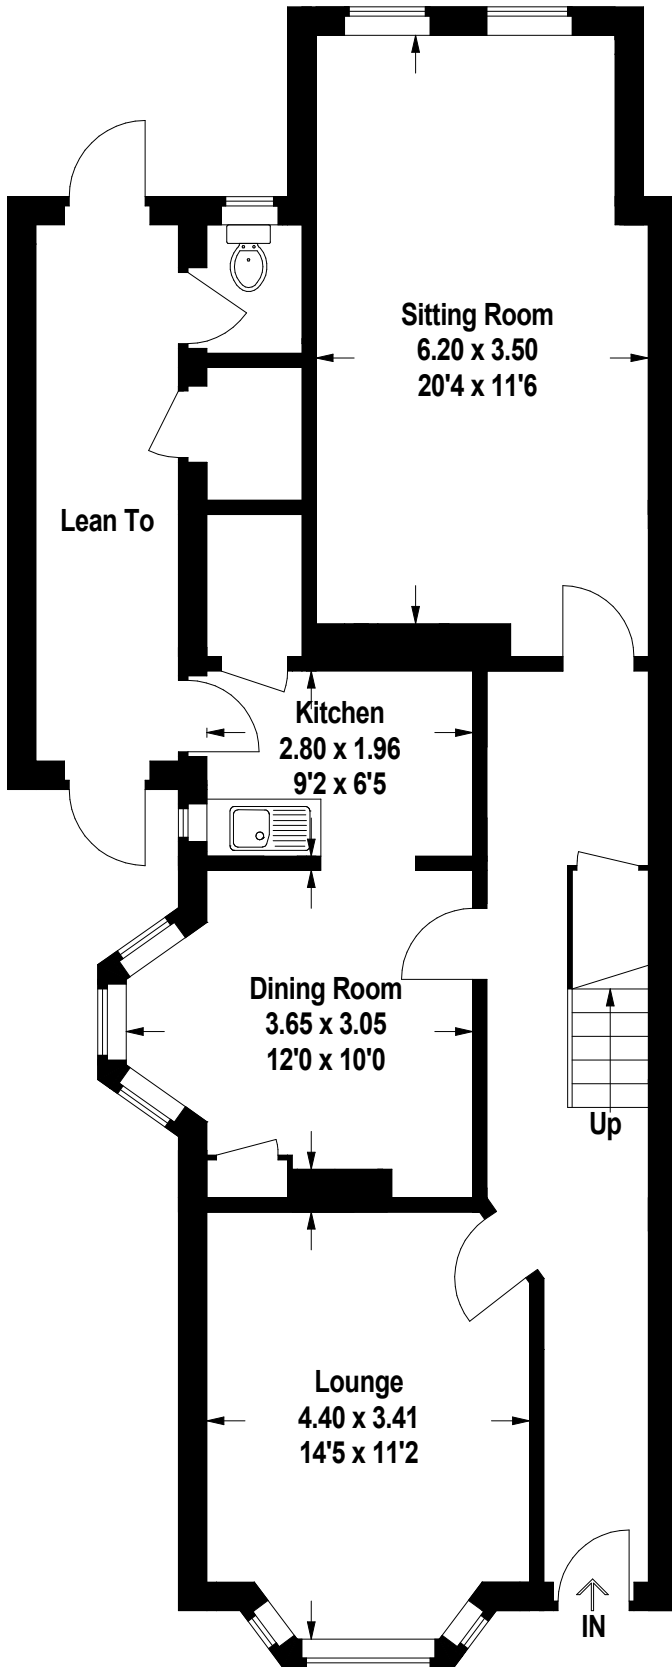 Sitting Room
6.20 x 3.50
20'4 x 11'6
Lean To
Kitchen
2.80 x 1.96
9'2 x 6'5
Dining Room
3.65 x 3.05
12'0 x 10'0
Up
Lounge
4.40 x 3.41
14'5 x 11'2
IN